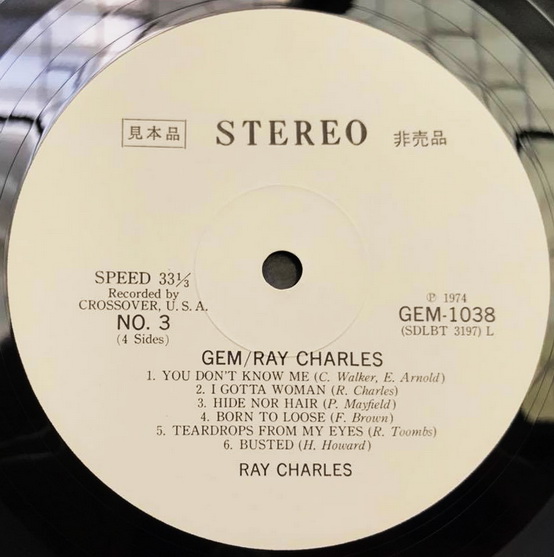 見本品 STEREO 非売品
SPEED 33⅓
Recorded by
CROSSOVER, U. S. A.
NO. 3
(4 Sides)
℗ 1974
GEM-1038
(SDLBT 3197) L
GEM/RAY CHARLES
1. YOU DON'T KNOW ME (C. Walker, E. Arnold)
2. I GOTTA WOMAN (R. Charles)
3. HIDE NOR HAIR (P. Mayfield)
4. BORN TO LOOSE (F. Brown)
5. TEARDROPS FROM MY EYES (R. Toombs)
6. BUSTED (H. Howard)
RAY CHARLES